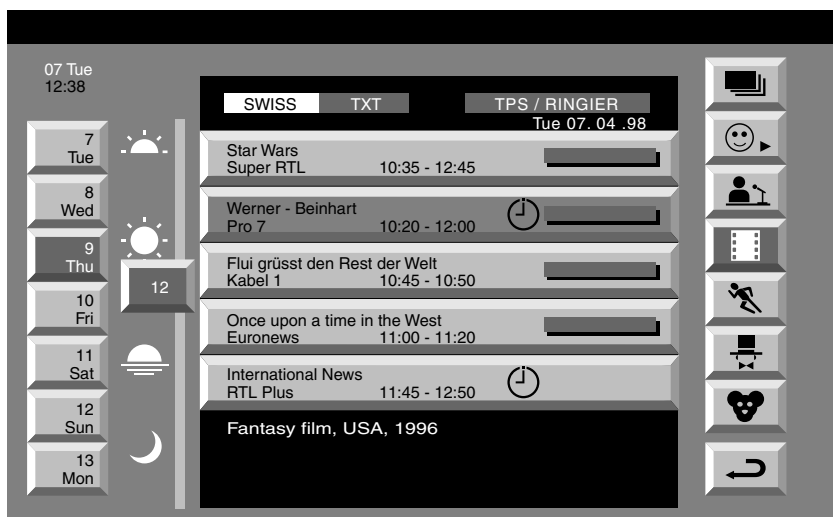 07 Tue
12:38
SWISS TXT TPS / RINGIER
Tue 07. 04 .98
7
Tue
8
Wed
9
Thu
10
Fri
11
Sat
12
Sun
13
Mon
12
Star Wars
Super RTL 10:35 - 12:45
Werner - Beinhart
Pro 7 10:20 - 12:00
Flui grüsst den Rest der Welt
Kabel 1 10:45 - 10:50
Once upon a time in the West
Euronews 11:00 - 11:20
International News
RTL Plus 11:45 - 12:50
Fantasy film, USA, 1996